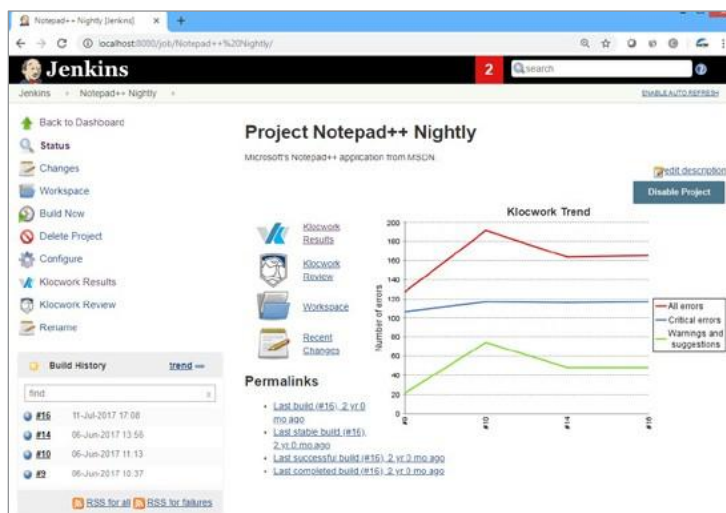 Notepad++ Nightly [Jenkins]
localhost:8080/job/Notepad++%20Nightly/
Jenkins
2
search
Jenkins
Notepad++ Nightly
ENABLE AUTO REFRESH
Back to Dashboard
Status
Changes
Workspace
Build Now
Delete Project
Configure
Klocwork Results
Klocwork Review
Rename
Build History
trend
find
x
#16
11-Jul-2017 17:08
#14
06-Jun-2017 13:56
#10
06-Jun-2017 11:13
#9
06-Jun-2017 10:37
RSS for all
RSS for failures
Project Notepad++ Nightly
Microsoft's Notepad++ application from MSDN
edit description
Disable Project
Klocwork
Results
Klocwork
Review
Workspace
Recent
Changes
Permalinks
Last build (#16), 2 yr 0
mo ago
Last stable build (#16),
2 yr 0 mo ago
Last successful build (#16), 2 yr 0 mo ago
Last completed build (#16), 2 yr 0 mo ago
Klocwork Trend
Number of errors
200
180
160
140
120
100
80
60
40
20
0
#9
#10
#14
#16
All errors
Critical errors
Warnings and
suggestions